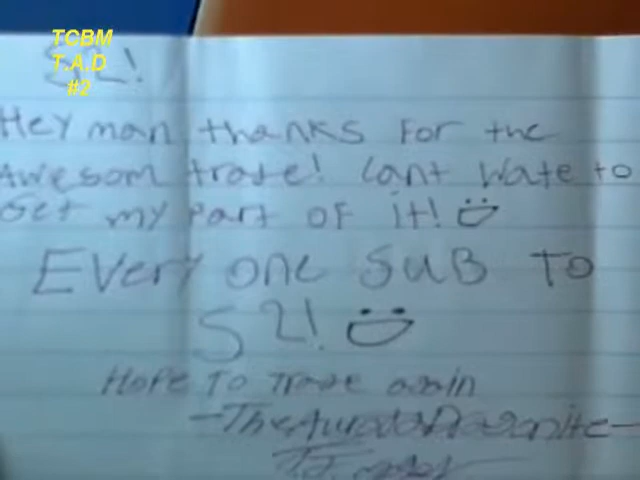 TCBM
T.A.D
#2
S2!
Hey man thanks For the
Awesom trade! Cant wate to
Get my part of it!
Every one SUB TO
S2!
Hope To Trade again